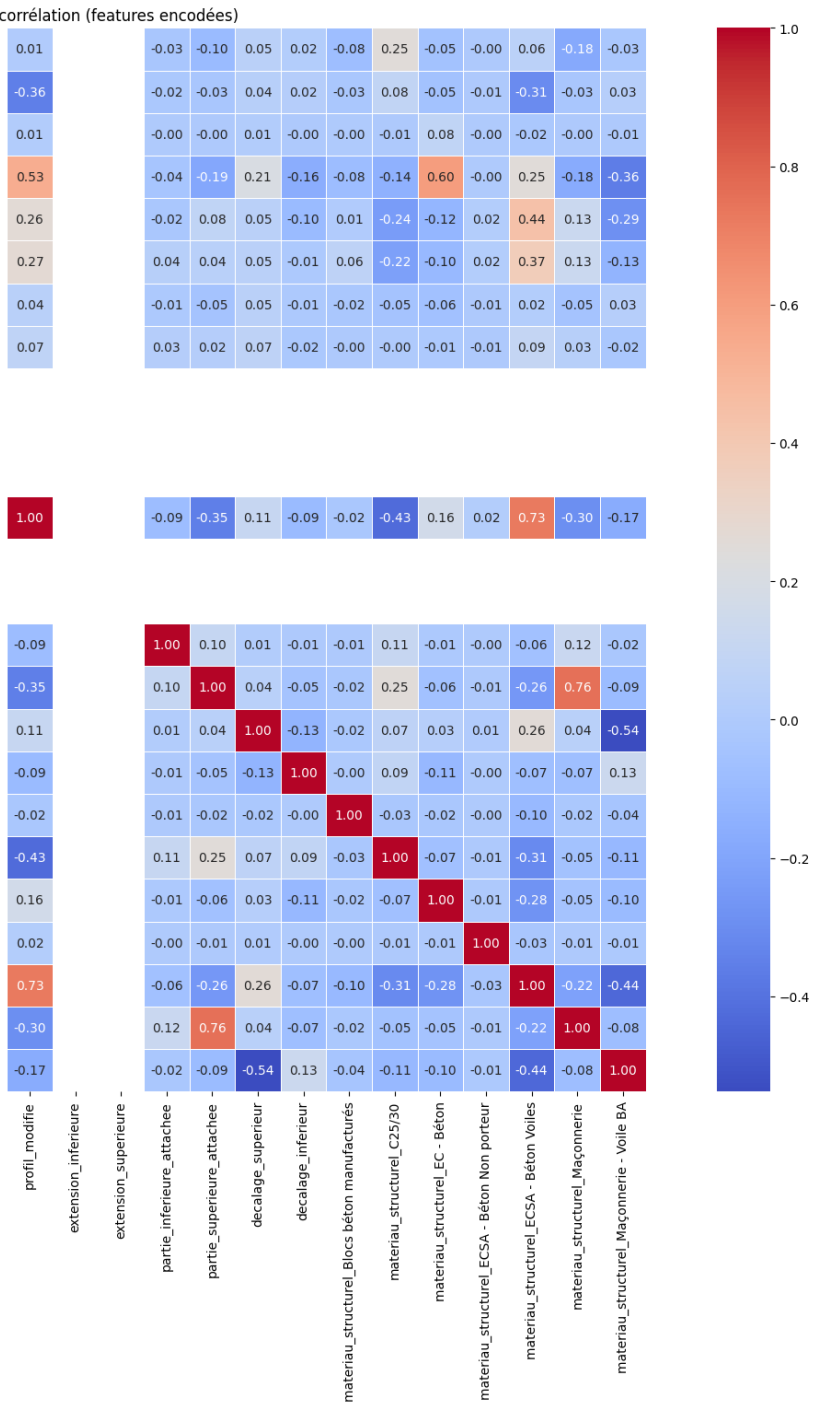 corrélation (features encodées)
0.01 -0.03 -0.10 0.05 0.02 -0.08 0.25 -0.05 -0.00 0.06 -0.18 -0.03
-0.36 -0.02 -0.03 0.04 0.02 -0.03 0.08 -0.05 -0.01 -0.31 -0.03 0.03
0.01 -0.00 -0.00 0.01 -0.00 -0.00 -0.01 0.08 -0.00 -0.02 -0.00 -0.01
0.53 -0.04 -0.19 0.21 -0.16 -0.08 -0.14 0.60 -0.00 0.25 -0.18 -0.36
0.26 -0.02 0.08 0.05 -0.10 0.01 -0.24 -0.12 0.02 0.44 0.13 -0.29
0.27 0.04 0.04 0.05 -0.01 0.06 -0.22 -0.10 0.02 0.37 0.13 -0.13
0.04 -0.01 -0.05 0.05 -0.01 -0.02 -0.05 -0.06 -0.01 0.02 -0.05 0.03
0.07 0.03 0.02 0.07 -0.02 -0.00 -0.00 -0.01 -0.01 0.09 0.03 -0.02
1.00 -0.09 -0.35 0.11 -0.09 -0.02 -0.43 0.16 0.02 0.73 -0.30 -0.17
-0.09 1.00 0.10 0.01 -0.01 -0.01 0.11 -0.01 -0.00 -0.06 0.12 -0.02
-0.35 0.10 1.00 0.04 -0.05 -0.02 0.25 -0.06 -0.01 -0.26 0.76 -0.09
0.11 0.01 0.04 1.00 -0.13 -0.02 0.07 0.03 0.01 0.26 0.04 -0.54
-0.09 -0.01 -0.05 -0.13 1.00 -0.00 0.09 -0.11 -0.00 -0.07 -0.07 0.13
-0.02 -0.01 -0.02 -0.02 -0.00 1.00 -0.03 -0.02 -0.00 -0.10 -0.02 -0.04
-0.43 0.11 0.25 0.07 0.09 -0.03 1.00 -0.07 -0.01 -0.31 -0.05 -0.11
0.16 -0.01 -0.06 0.03 -0.11 -0.02 -0.07 1.00 -0.01 -0.28 -0.05 -0.10
0.02 -0.00 -0.01 0.01 -0.00 -0.00 -0.01 -0.01 1.00 -0.03 -0.01 -0.01
0.73 -0.06 -0.26 0.26 -0.07 -0.10 -0.31 -0.28 -0.03 1.00 -0.22 -0.44
-0.30 0.12 0.76 0.04 -0.07 -0.02 -0.05 -0.05 -0.01 -0.22 1.00 -0.08
-0.17 -0.02 -0.09 -0.54 0.13 -0.04 -0.11 -0.10 -0.01 -0.44 -0.08 1.00
profil_modifie
extension_inferieure
extension_superieure
partie_inferieure_attachee
partie_superieure_attachee
decalage_superieur
decalage_inferieur
materiau_structurel_Blocs béton manufacturés
materiau_structurel_C25/30
materiau_structurel_EC - Béton
materiau_structurel_ECSA - Béton Non porteur
materiau_structurel_ECSA - Béton Voiles
materiau_structurel_Maçonnerie
materiau_structurel_Maçonnerie - Voile BA
1.0
0.8
0.6
0.4
0.2
0.0
−0.2
−0.4